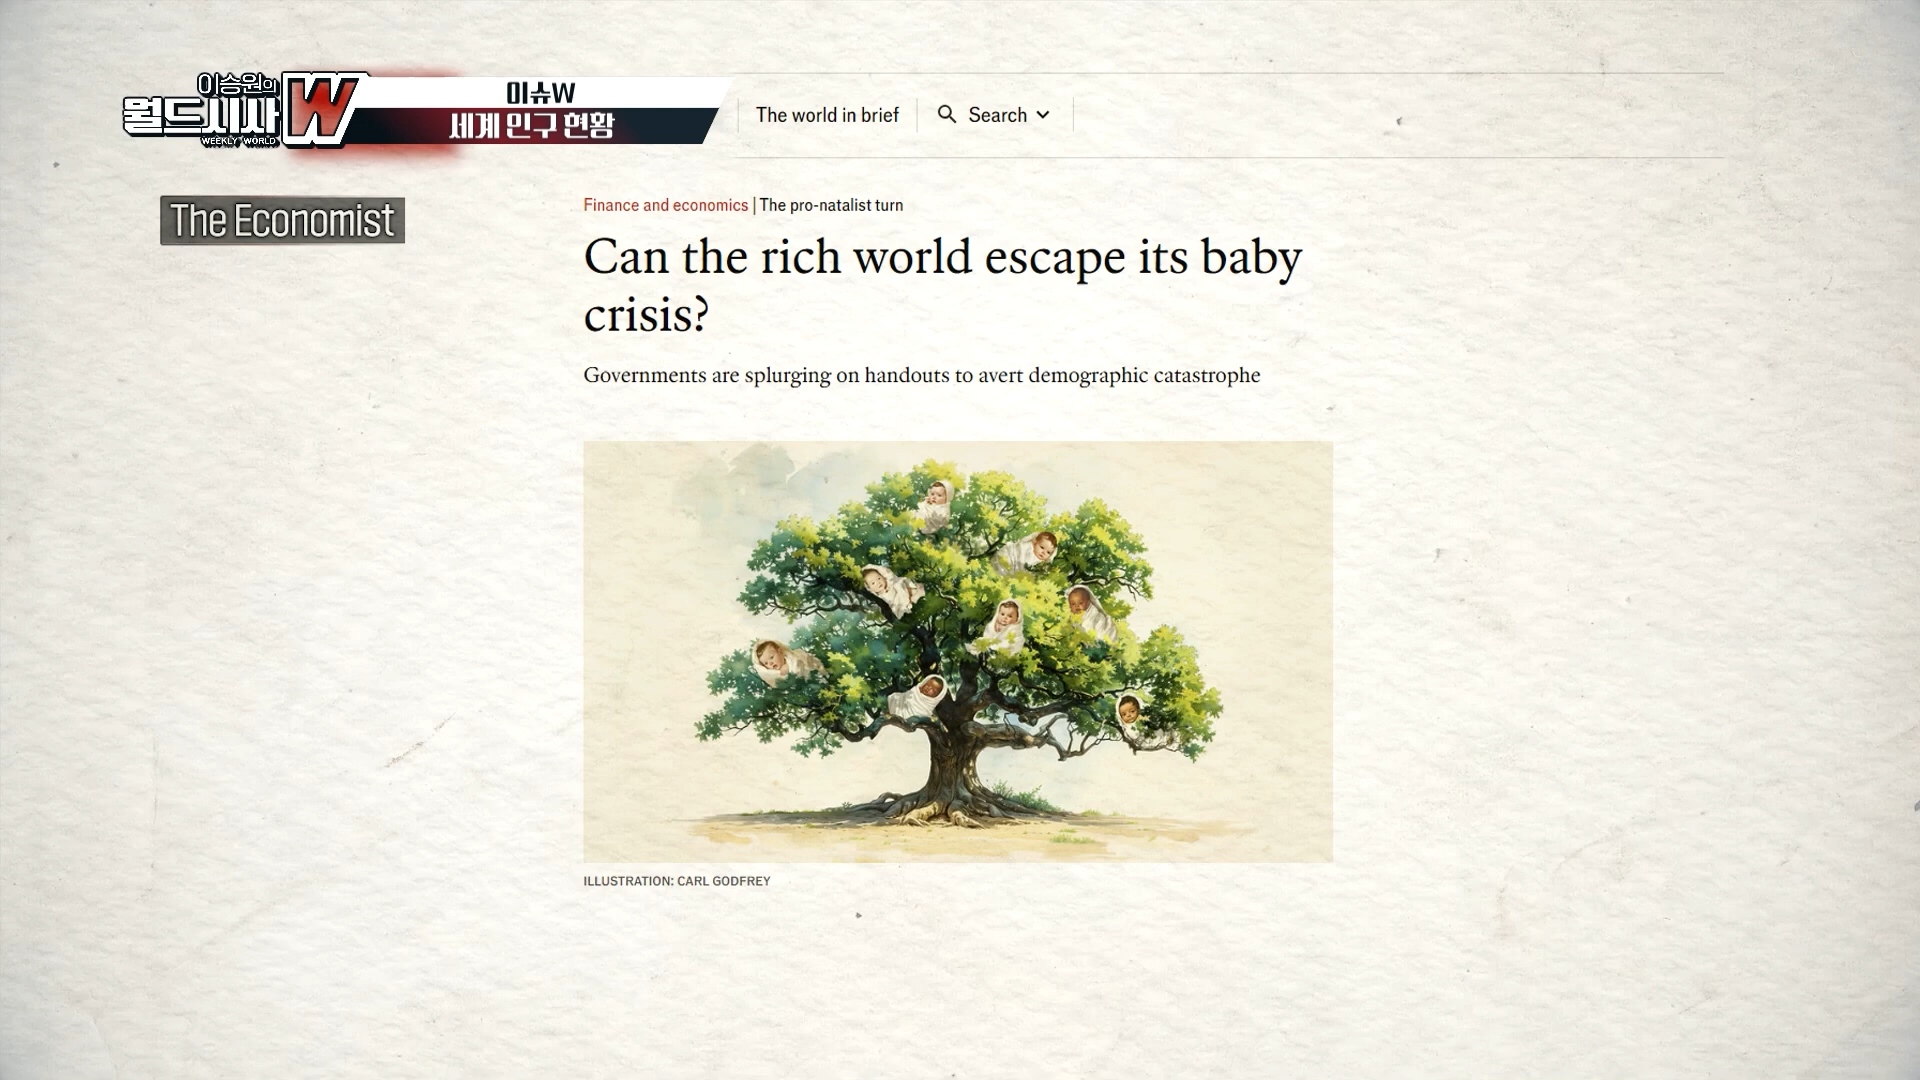 이승원의
월드시사 W
WEEKLY WORLD
이슈W
세계 인구 현황
The world in brief
Search
The Economist
Finance and economics | The pro-natalist turn
Can the rich world escape its baby
crisis?
Governments are splurging on handouts to avert demographic catastrophe
ILLUSTRATION: CARL GODFREY